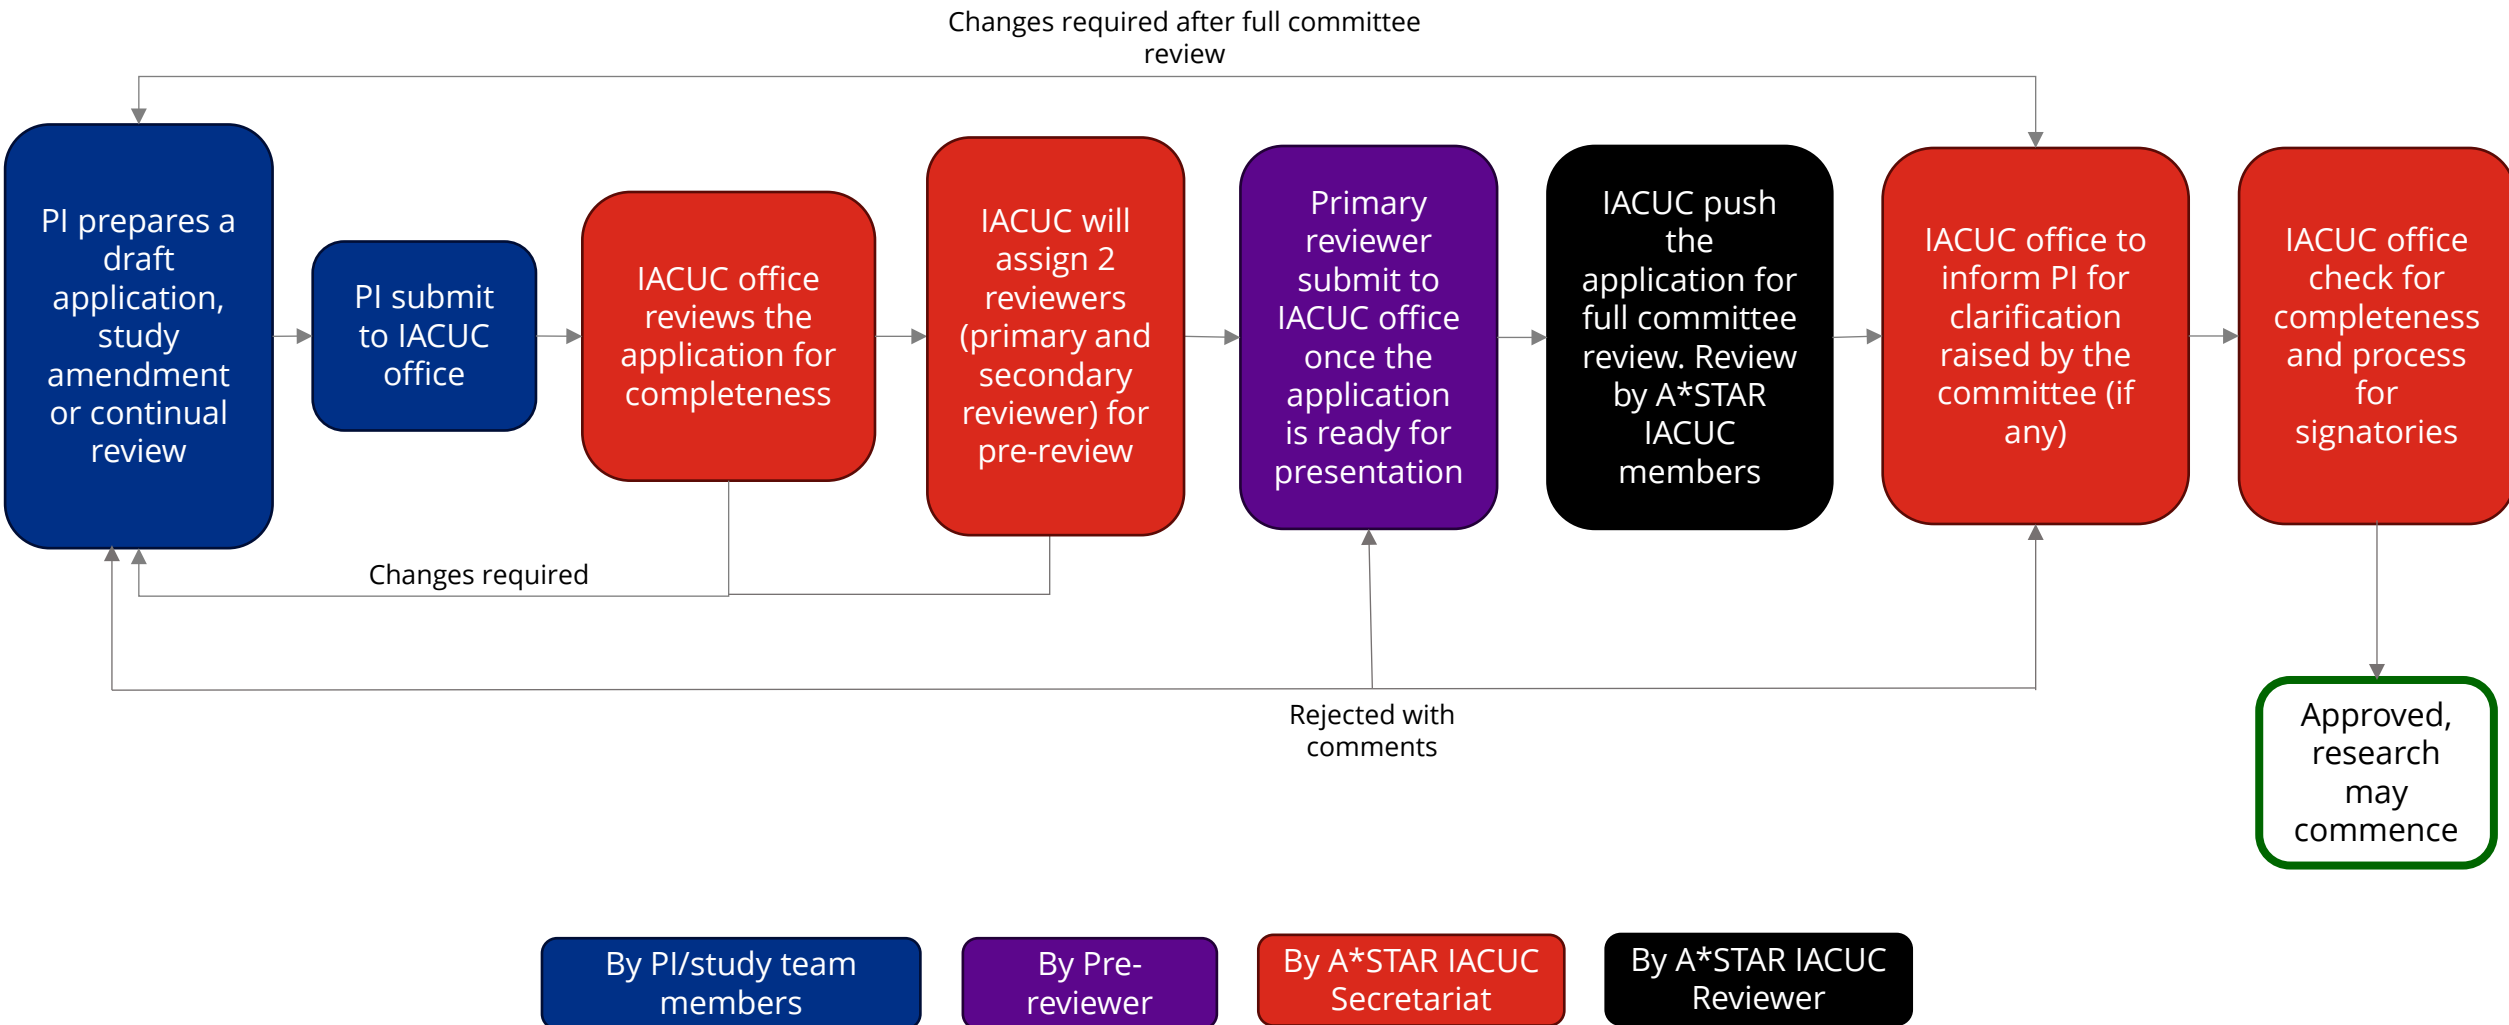 Changes required after full committee
review
PI prepares a
draft
application,
study
amendment
or continual
review
PI submit
to IACUC
office
IACUC office
reviews the
application for
completeness
IACUC will
assign 2
reviewers
(primary and
secondary
reviewer) for
pre-review
Primary
reviewer
submit to
IACUC office
once the
application
is ready for
presentation
IACUC push
the
application for
full committee
review. Review
by A*STAR
IACUC
members
IACUC office to
inform PI for
clarification
raised by the
committee (if
any)
IACUC office
check for
completeness
and process
for
signatories
Changes required
Rejected with
comments
Approved,
research
may
commence
By PI/study team
members
By Pre-
reviewer
By A*STAR IACUC
Secretariat
By A*STAR IACUC
Reviewer